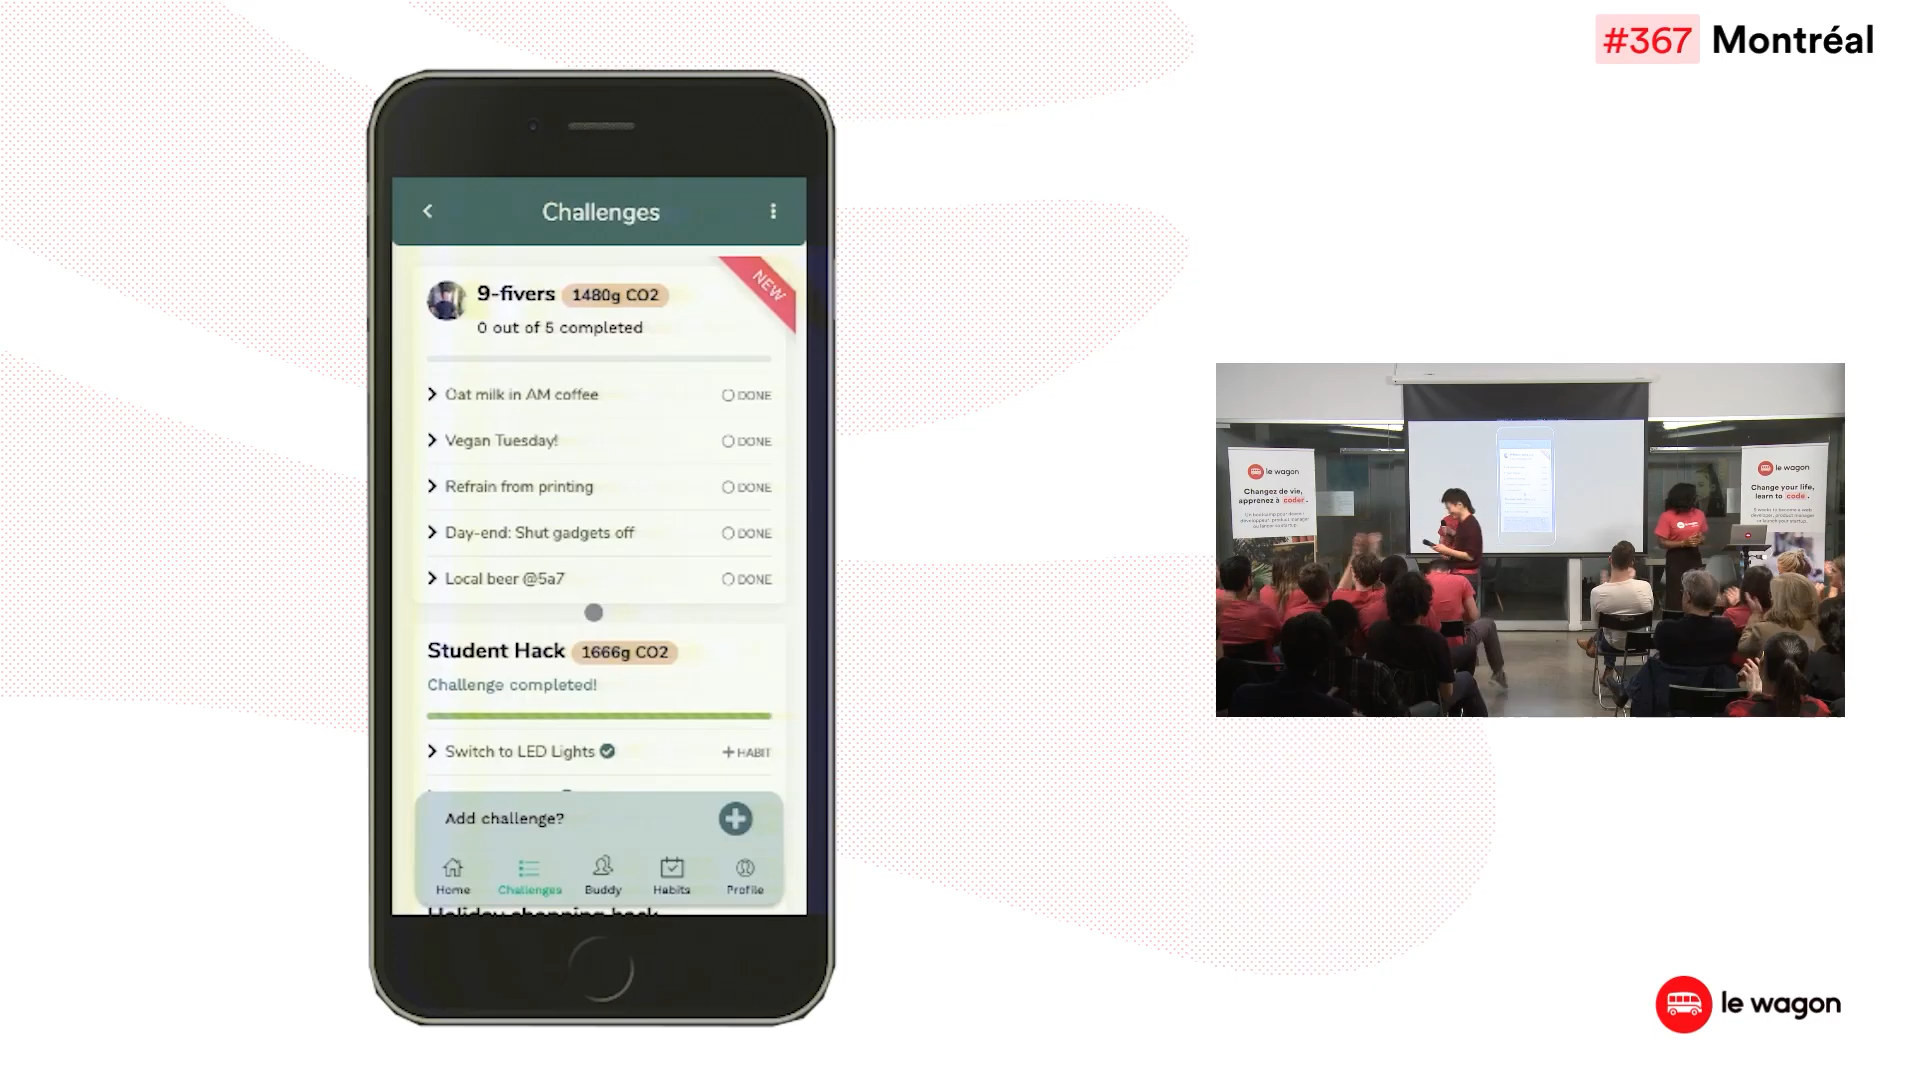 #367 Montréal
Challenges
9-fivers 1480g CO2
NEW
0 out of 5 completed
Oat milk in AM coffee DONE
Vegan Tuesday! DONE
Refrain from printing DONE
Day-end: Shut gadgets off DONE
Local beer @5a7 DONE
Student Hack 1666g CO2
Challenge completed!
Switch to LED Lights + HABIT
Add challenge?
Home Challenges Buddy Habits Profile
Holiday shopping hack
le wagon
Changez de vie,
apprenez à coder.
le wagon
Change your life,
learn to code.
le wagon